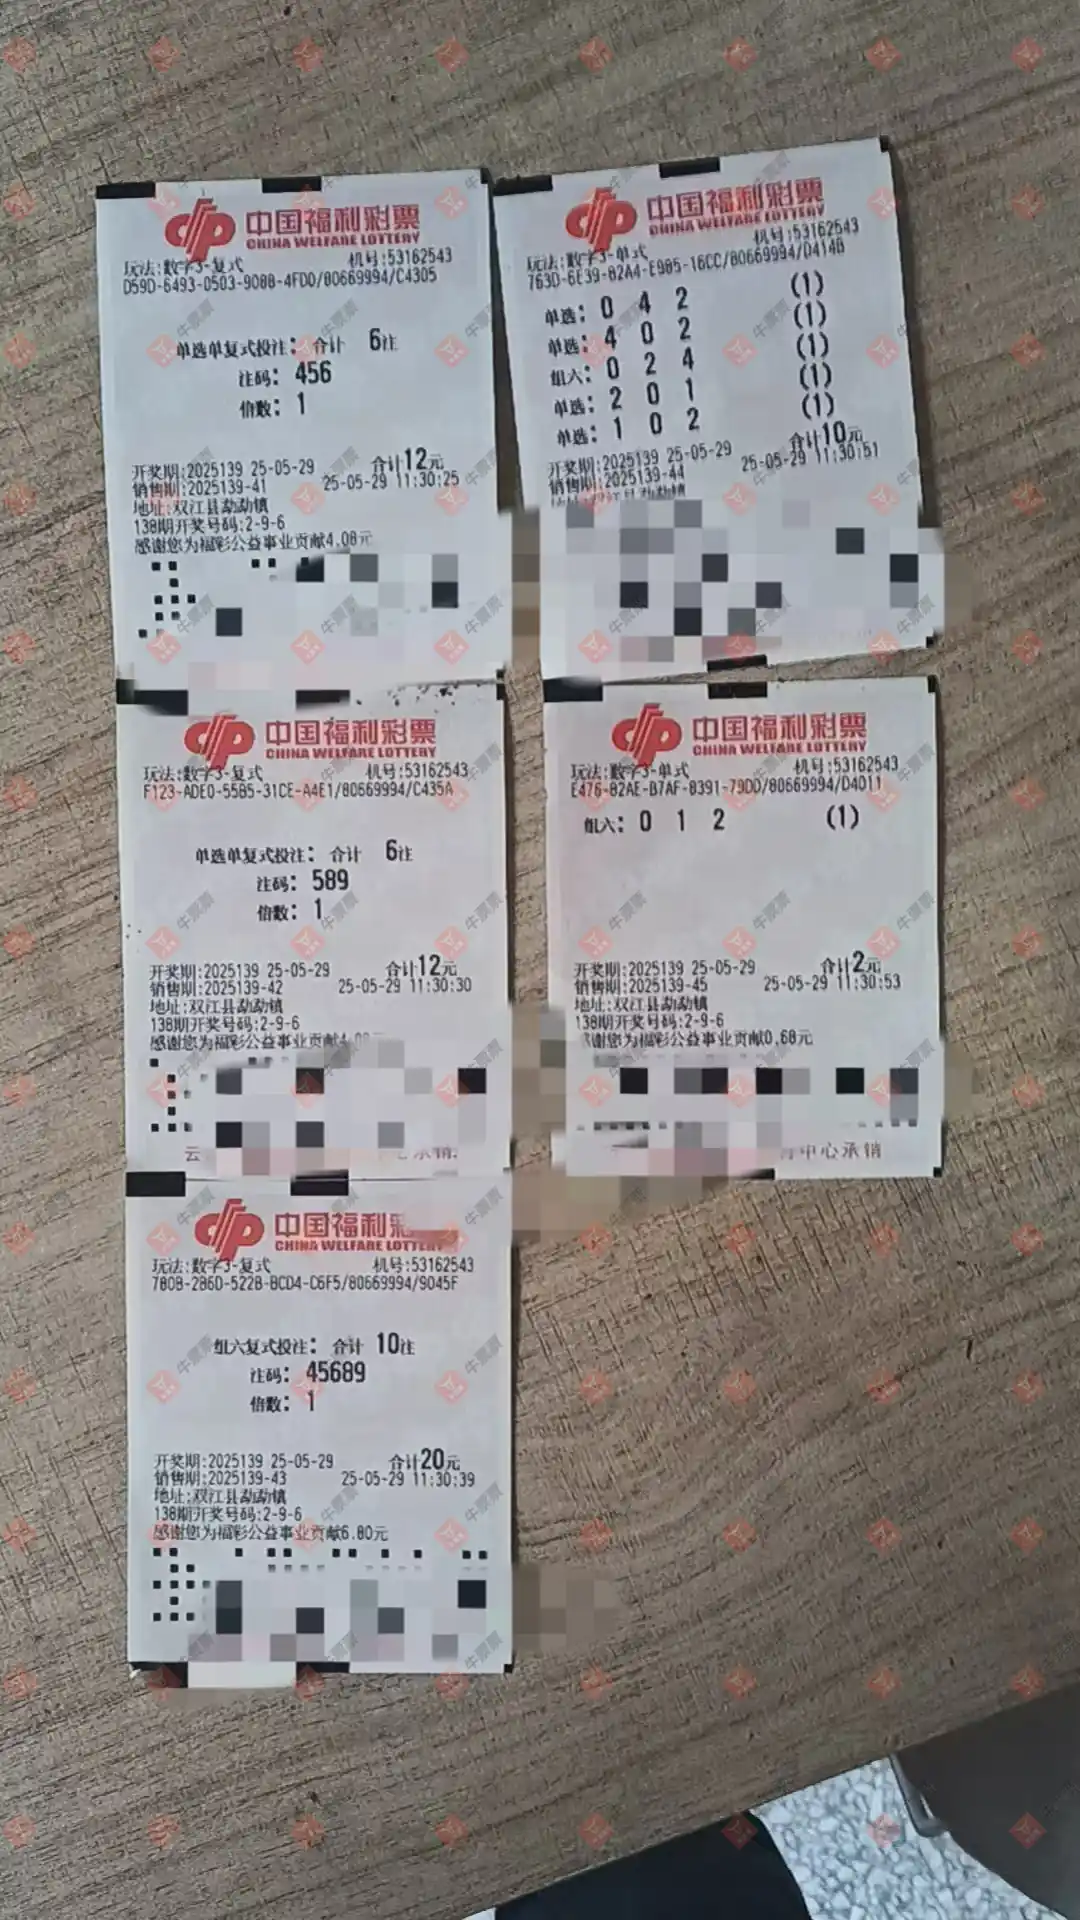 中国福利彩票
CHINA WELFARE LOTTERY
玩法:数字3-复式 机号:53162543
D59D-6493-0503-9088-4FD0/80669994/C4305
单选单复式投注: 合计 6注
注码: 456
倍数: 1
开奖期:2025139 25-05-29 合计12元
销售期:2025139-41 25-05-29 11:30:25
地址:双江县勐勐镇
138期开奖号码:2-9-6
感谢您为福彩公益事业贡献4.08元
中国福利彩票
CHINA WELFARE LOTTERY
玩法:数字3-单式 机号:53162543
763D-6E39-82A4-E985-16CC/80669994/D414B
单选: 0 4 2 (1)
单选: 4 0 2 (1)
组六: 0 2 4 (1)
单选: 2 0 1 (1)
单选: 1 0 2 (1)
合计10元
开奖期:2025139 25-05-29
销售期:2025139-44 25-05-29 11:30:51
中国福利彩票
CHINA WELFARE LOTTERY
玩法:数字3-复式 机号:53162543
F123-ADE0-55B5-31CE-A4E1/80669994/C435A
单选单复式投注: 合计 6注
注码: 589
倍数: 1
开奖期:2025139 25-05-29 合计12元
销售期:2025139-42 25-05-29 11:30:30
地址:双江县勐勐镇
138期开奖号码:2-9-6
感谢您为福彩公益事业贡献
中国福利彩票
CHINA WELFARE LOTTERY
玩法:数字3-单式 机号:53162543
E476-82AE-B7AF-8391-79D0/80669994/D4011
组六: 0 1 2 (1)
开奖期:2025139 25-05-29 合计2元
销售期:2025139-45 25-05-29 11:30:53
地址:双江县勐勐镇
138期开奖号码:2-9-6
感谢您为福彩公益事业贡献0.68元
中心承销
中国福利彩
CHINA WELFARE LOTTERY
玩法:数字3-复式 机号:53162543
780B-286D-522B-BCD4-C6F5/80669994/9045F
组六复式投注: 合计 10注
注码: 45689
倍数: 1
开奖期:2025139 25-05-29 合计20元
销售期:2025139-43 25-05-29 11:30:39
地址:双江县勐勐镇
138期开奖号码:2-9-6
感谢您为福彩公益事业贡献6.80元
牛票票